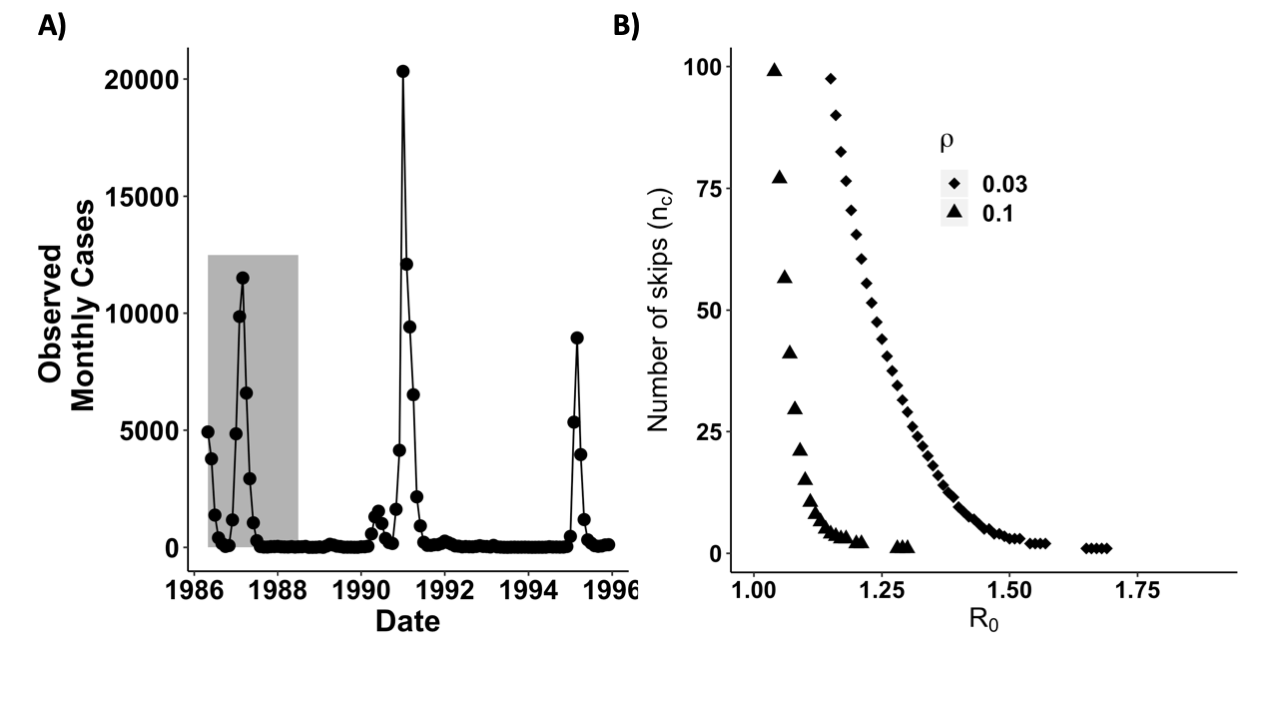 A)
Observed
Monthly Cases
20000
15000
10000
5000
0
1986 1988 1990 1992 1994 1996
Date
B)
Number of skips (nc)
100
75
50
25
0
ρ
0.03
0.1
1.00 1.25 1.50 1.75
R0